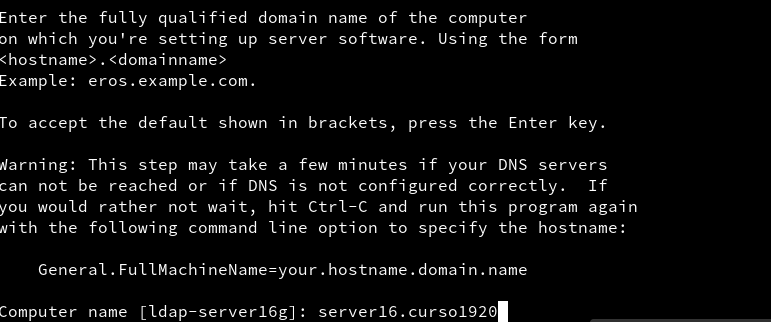 Enter the fully qualified domain name of the computer
on which you're setting up server software. Using the form
<hostname>.<domainname>
Example: eros.example.com.
To accept the default shown in brackets, press the Enter key.
Warning: This step may take a few minutes if your DNS servers
can not be reached or if DNS is not configured correctly.  If
you would rather not wait, hit Ctrl-C and run this program again
with the following command line option to specify the hostname:
General.FullMachineName=your.hostname.domain.name
Computer name [ldap-server16g]: server16.curso1920